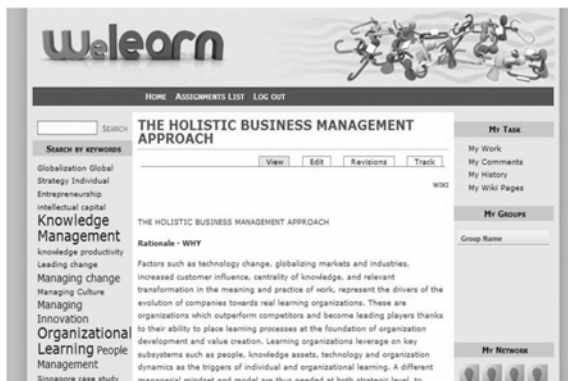 welearn
HOME ASSIGNMENTS LIST LOG OUT
SEARCH
SEARCH BY KEYWORDS
Globalization Global
Strategy Individual
Entrepreneurship
intellectual capital
Knowledge
Management
knowledge productivity
Leading change
Managing change
Managing Culture
Managing
Innovation
Organizational
Learning People
Management
Singapore case study
THE HOLISTIC BUSINESS MANAGEMENT
APPROACH
View Edit Revisions Track
WIKI
THE HOLISTIC BUSINESS MANAGEMENT APPROACH
Rationale - WHY
Factors such as technology change, globalizing markets and industries,
increased customer influence, centrality of knowledge, and relevant
transformation in the meaning and practice of work, represent the drivers of the
evolution of companies towards real learning organizations. These are
organizations which outperform competitors and become leading players thanks
to their ability to place learning processes at the foundation of organization
development and value creation. Learning organizations leverage on key
subsystems such as people, knowledge assets, technology and organization
dynamics as the triggers of individual and organizational learning. A different
managerial mindset and model are thus needed at both strategic level, to
MY TASK
My Work
My Comments
My History
My Wiki Pages
MY GROUPS
Group Name
MY NETWORK